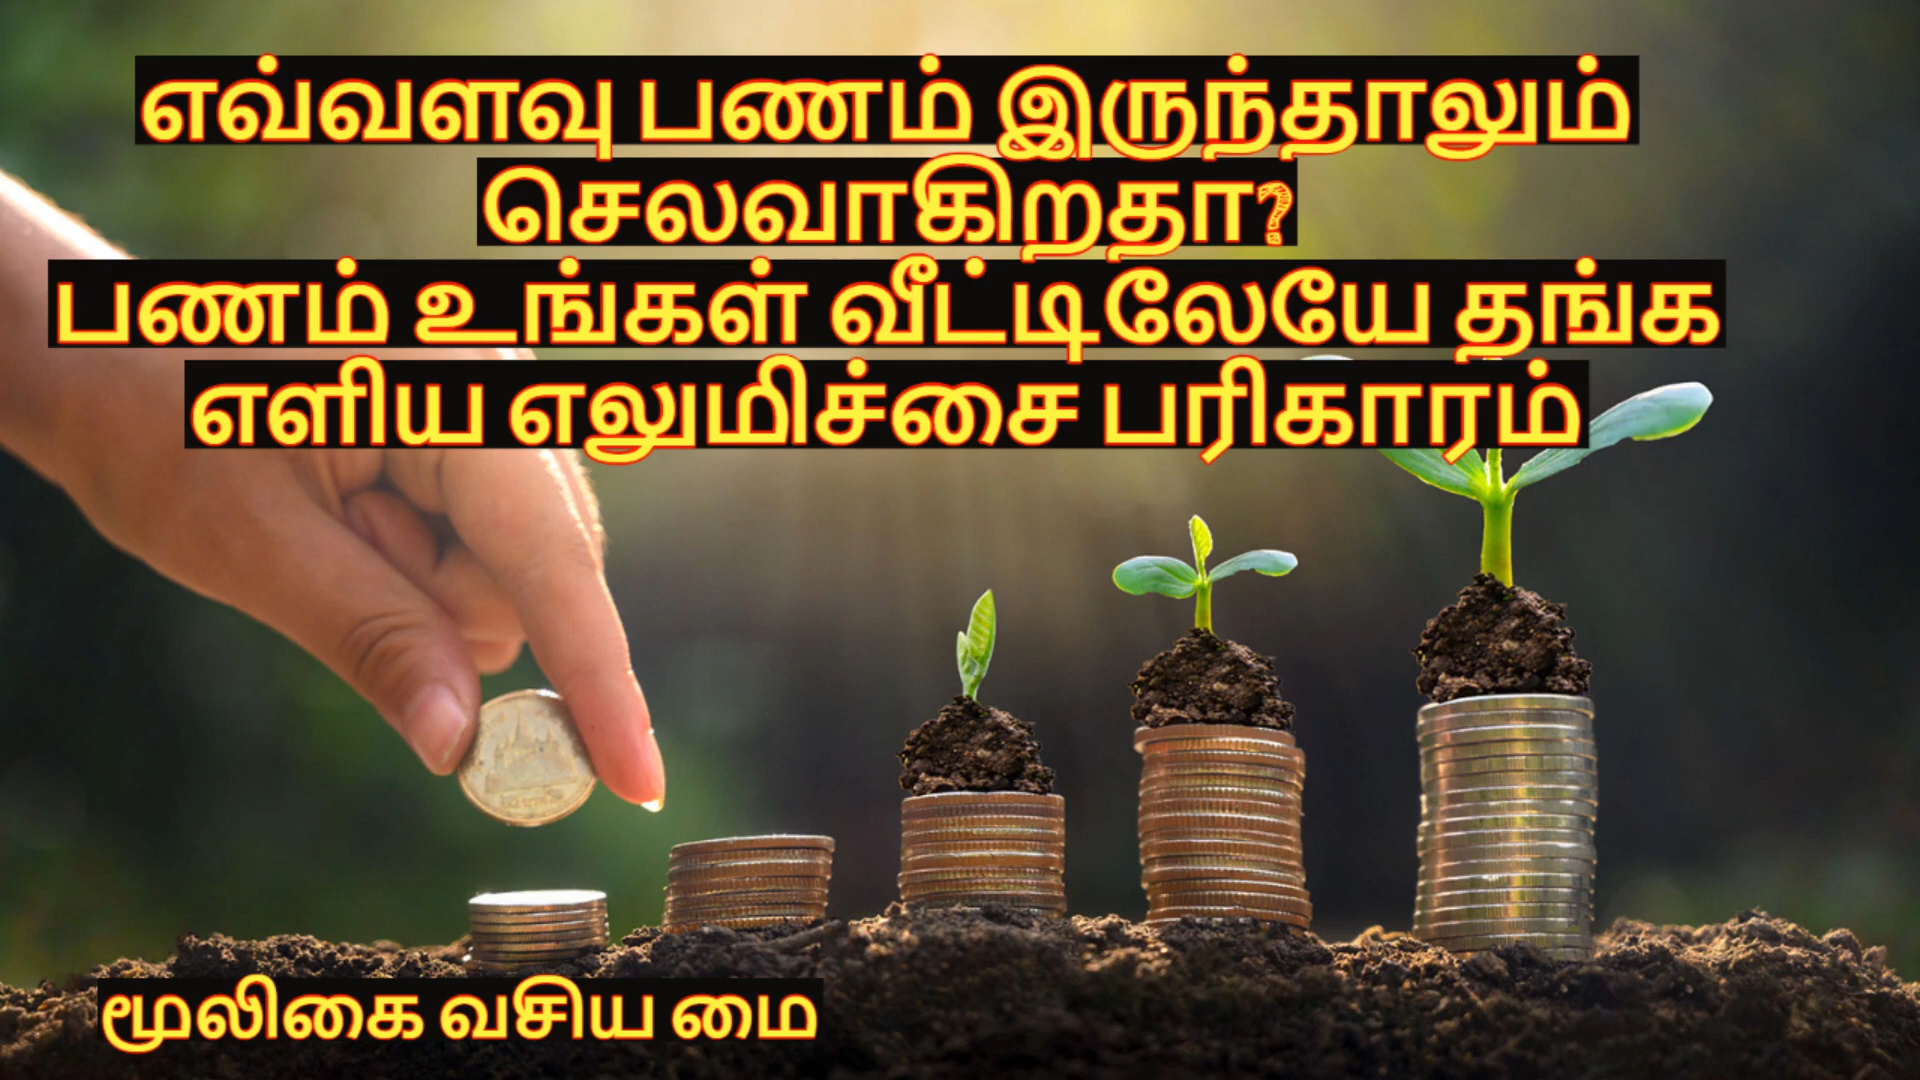 எவ்வளவு பணம் இருந்தாலும்
செலவாகிறதா?
பணம் உங்கள் வீட்டிலேயே தங்க
எளிய எலுமிச்சை பரிகாரம்
மூலிகை வசிய மை